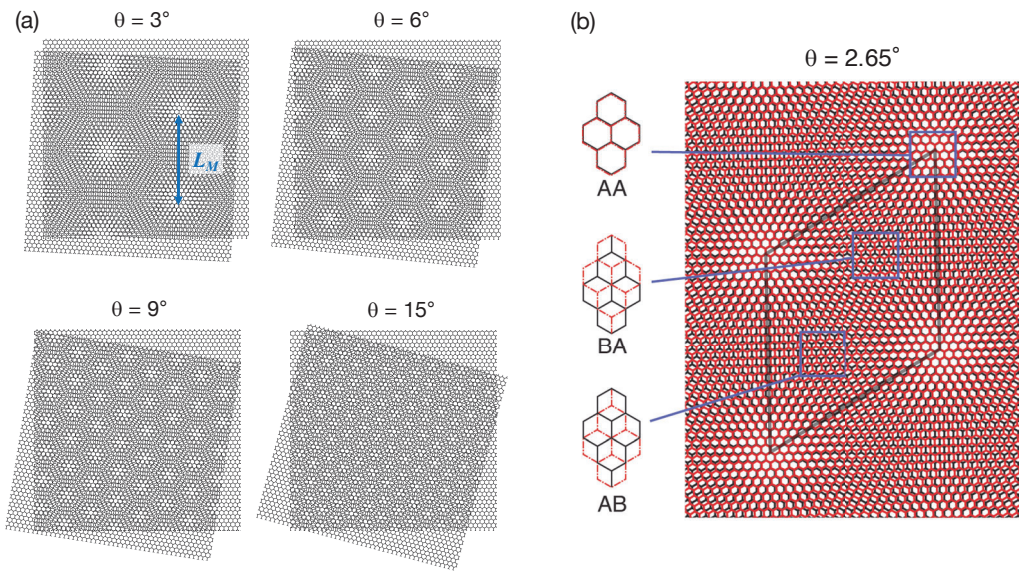 (a)
θ = 3°
θ = 6°
L_M
θ = 9°
θ = 15°
(b)
θ = 2.65°
AA
BA
AB